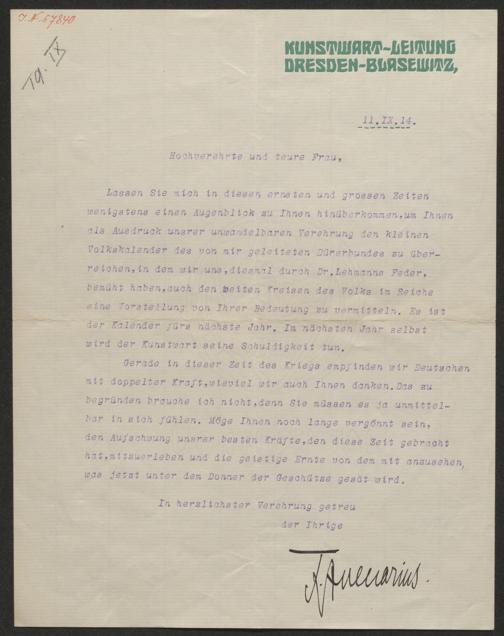 I.N. 67840
19. IX
KUNSTWART-LEITUNG
DRESDEN-BLASEWITZ,
11.IX.14.
Hochverehrte und teure Frau,
Lassen Sie mich in diesen ernsten und grossen Zeiten
wenigstens einen Augenblick zu Ihnen hinüberkommen,um Ihnen
als Ausdruck unsrer unwandelbaren Verehrung den kleinen
Volkskalender des von mir geleiteten Dürerbundes zu über-
reichen,in dem wir uns,diesmal durch Dr.Lehmanns Feder,
bemüht haben,auch den weiten Kreisen des Volks im Reiche
eine Vorstellung von Ihrer Bedeutung zu vermitteln. Es ist
der Kalender fürs nächste Jahr. Im nächsten Jahr selbst
wird der Kunstwart seine Schuldigkeit tun.
Gerade in dieser Zeit des Kriegs empfinden wir Deutschen
mit doppelter Kraft,wieviel wir auch Ihnen danken.Das zu
begründen brauche ich nicht,denn Sie müssen es ja unmittel-
bar in sich fühlen. Möge Ihnen noch lange vergönnt sein,
den Aufschwung unsrer besten Kräfte,den diese Zeit gebracht
hat,mitzuerleben und die geistige Ernte von dem mit anzusehen,
was jetzt unter dem Donner der Geschütze gesät wird.
In herzlichster Verehrung getreu
der Ihrige
F. Avenarius.